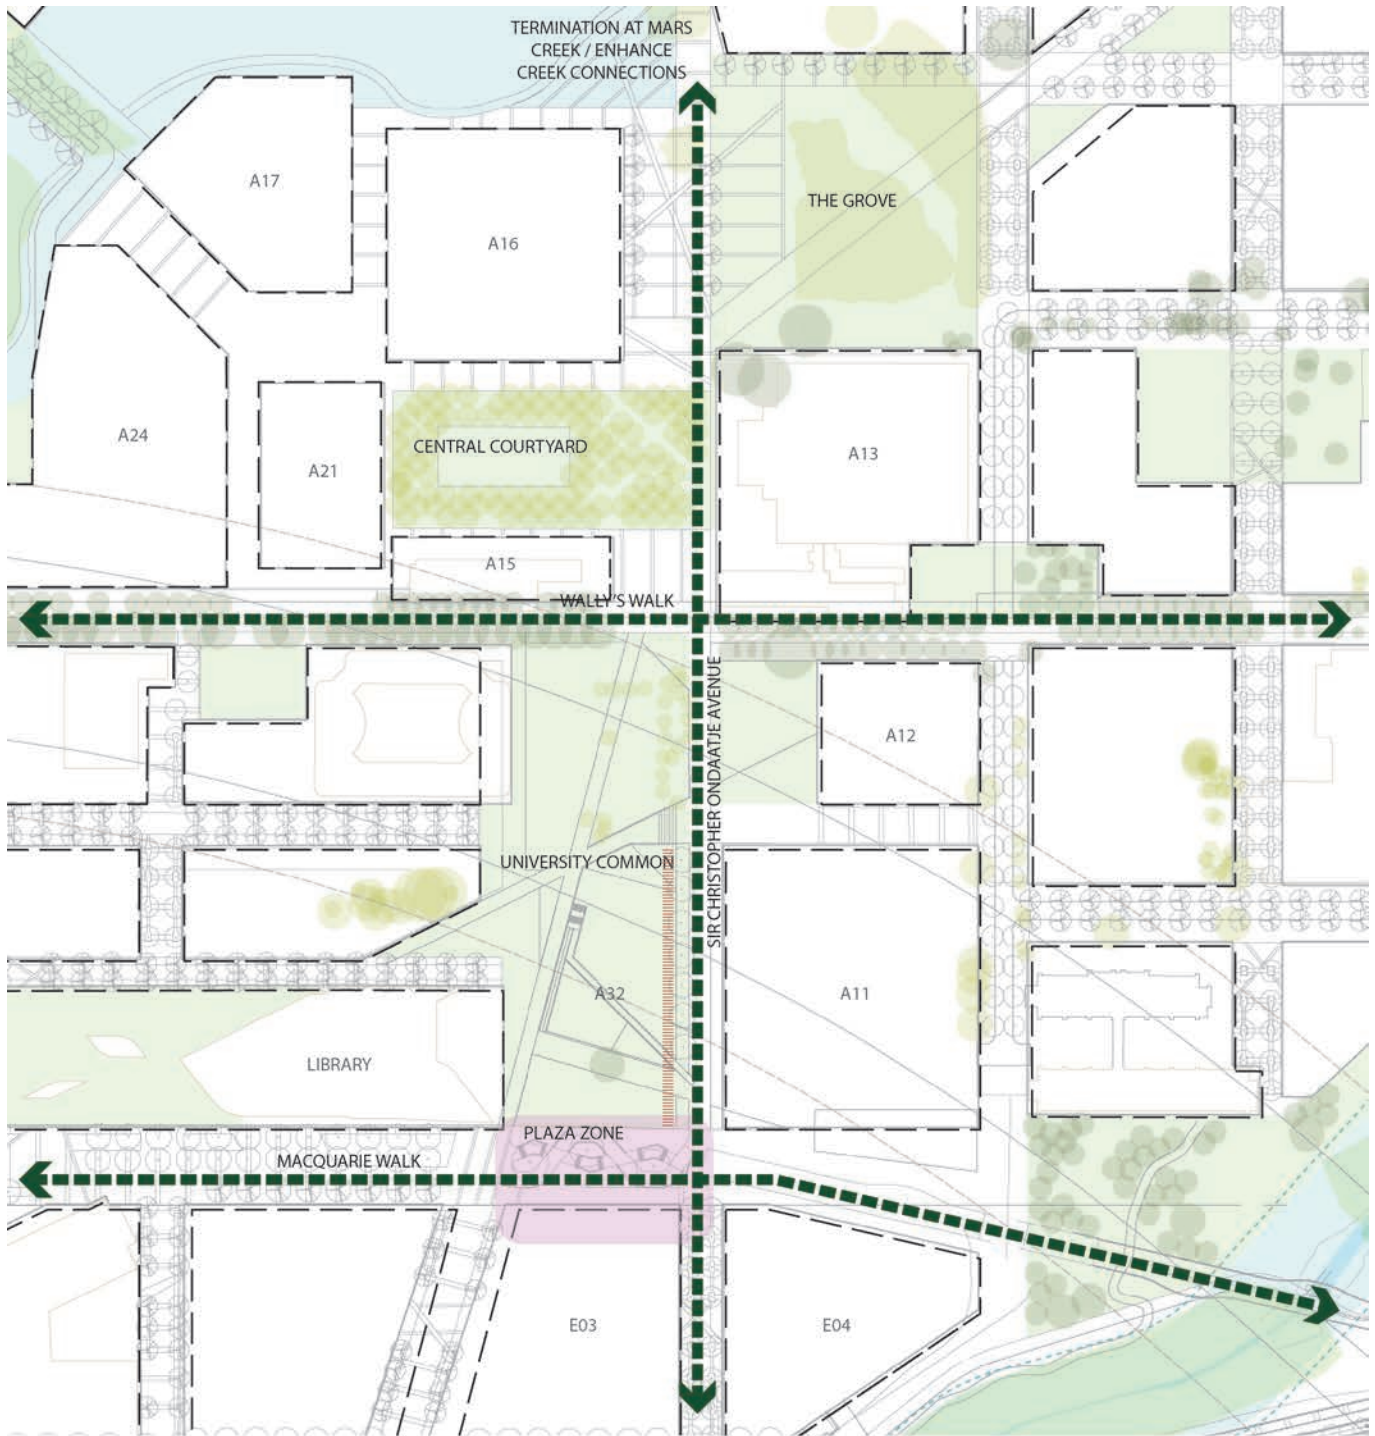 TERMINATION AT MARS
CREEK / ENHANCE
CREEK CONNECTIONS
A17
THE GROVE
A16
A24
CENTRAL COURTYARD
A13
A21
A15
WALLY'S WALK
SIR CHRISTOPHER ONDAATJE AVENUE
A12
UNIVERSITY COMMON
A32
A11
LIBRARY
PLAZA ZONE
MACQUARIE WALK
E03
E04